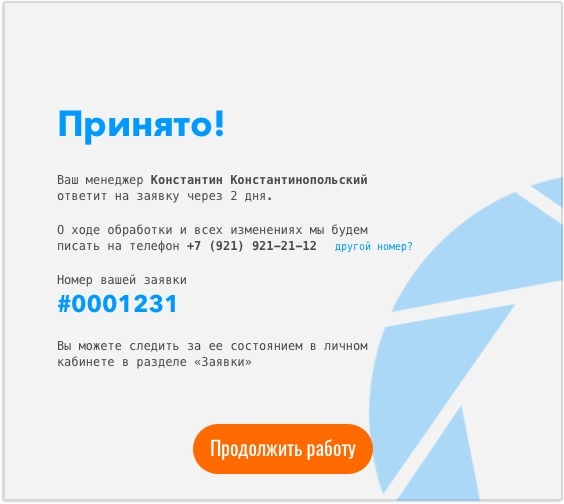 Принято!
Ваш менеджер Константин Константинопольский
ответит на заявку через 2 дня.
О ходе обработки и всех изменениях мы будем
писать на телефон +7 (921) 921–21–12 другой номер?
Номер вашей заявки
#0001231
Вы можете следить за ее состоянием в личном
кабинете в разделе «Заявки»
Продолжить работу